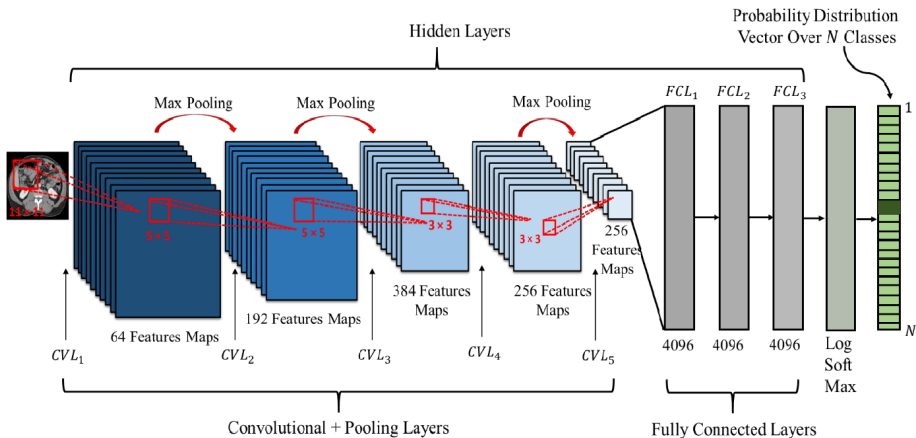 Probability Distribution
Vector Over N Classes
Hidden Layers
Max Pooling
Max Pooling
Max Pooling
FCL₁
FCL₂
FCL₃
1
11 × 11
5 × 5
3 × 3
3 × 3
256
Features
Maps
64 Features Maps
192 Features Maps
384 Features
Maps
256 Features
Maps
N
CVL₁
CVL₂
CVL₃
CVL₄
CVL₅
4096
4096
4096
Log
Soft
Max
Convolutional + Pooling Layers
Fully Connected Layers